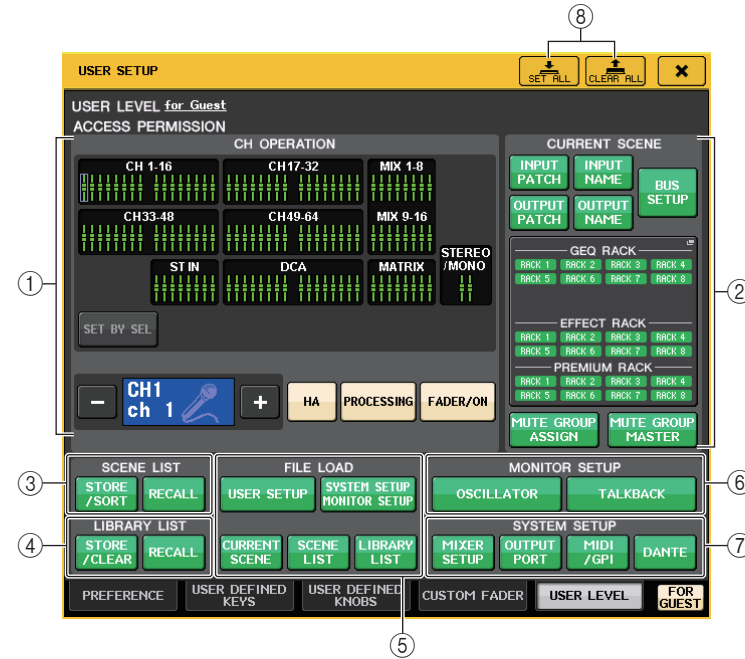 ⑧
USER SETUP
SET ALL
CLEAR ALL
USER LEVEL for Guest
ACCESS PERMISSION
CH OPERATION
CH 1-16
CH17-32
MIX 1-8
CH33-48
CH49-64
MIX 9-16
ST IN
DCA
MATRIX
STEREO
/MONO
SET BY SEL
①
−
CH1
ch 1
+
HA
PROCESSING
FADER/ON
CURRENT SCENE
INPUT
PATCH
INPUT
NAME
BUS
SETUP
OUTPUT
PATCH
OUTPUT
NAME
GEQ RACK
RACK 1 RACK 2 RACK 3 RACK 4
RACK 5 RACK 6 RACK 7 RACK 8
EFFECT RACK
RACK 1 RACK 2 RACK 3 RACK 4
RACK 5 RACK 6 RACK 7 RACK 8
PREMIUM RACK
RACK 1 RACK 2 RACK 3 RACK 4
RACK 5 RACK 6 RACK 7 RACK 8
MUTE GROUP
ASSIGN
MUTE GROUP
MASTER
②
③
SCENE LIST
STORE
/SORT
RECALL
④
LIBRARY LIST
STORE
/CLEAR
RECALL
FILE LOAD
USER SETUP
SYSTEM SETUP
MONITOR SETUP
CURRENT
SCENE
SCENE
LIST
LIBRARY
LIST
⑤
MONITOR SETUP
OSCILLATOR
TALKBACK
⑥
SYSTEM SETUP
MIXER
SETUP
OUTPUT
PORT
MIDI
/GPI
DANTE
⑦
PREFERENCE
USER DEFINED
KEYS
USER DEFINED
KNOBS
CUSTOM FADER
USER LEVEL
FOR
GUEST